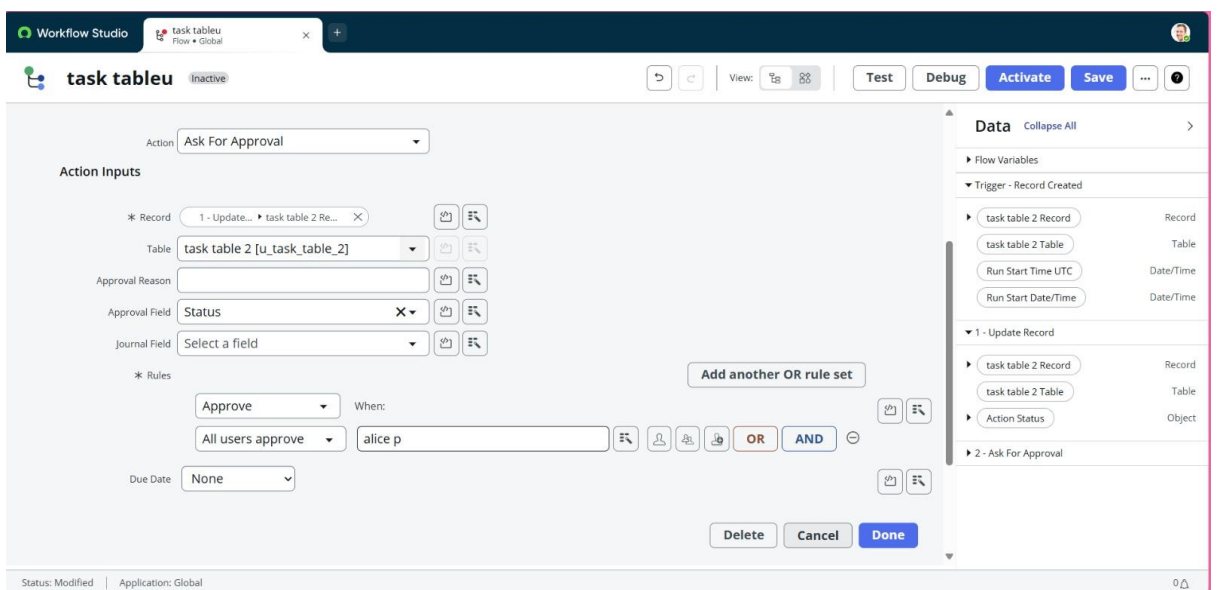 Workflow Studio
task tableu
Flow • Global
task tableu Inactive
View: Test Debug Activate Save
Action Ask For Approval
Action Inputs
* Record 1 - Update... ▸ task table 2 Re...
Table task table 2 [u_task_table_2]
Approval Reason
Approval Field Status
Journal Field Select a field
* Rules Add another OR rule set
Approve When:
All users approve alice p OR AND
Due Date None
Delete Cancel Done
Data Collapse All
Flow Variables
Trigger - Record Created
task table 2 Record Record
task table 2 Table Table
Run Start Time UTC Date/Time
Run Start Date/Time Date/Time
1 - Update Record
task table 2 Record Record
task table 2 Table Table
Action Status Object
2 - Ask For Approval
Status: Modified | Application: Global 0